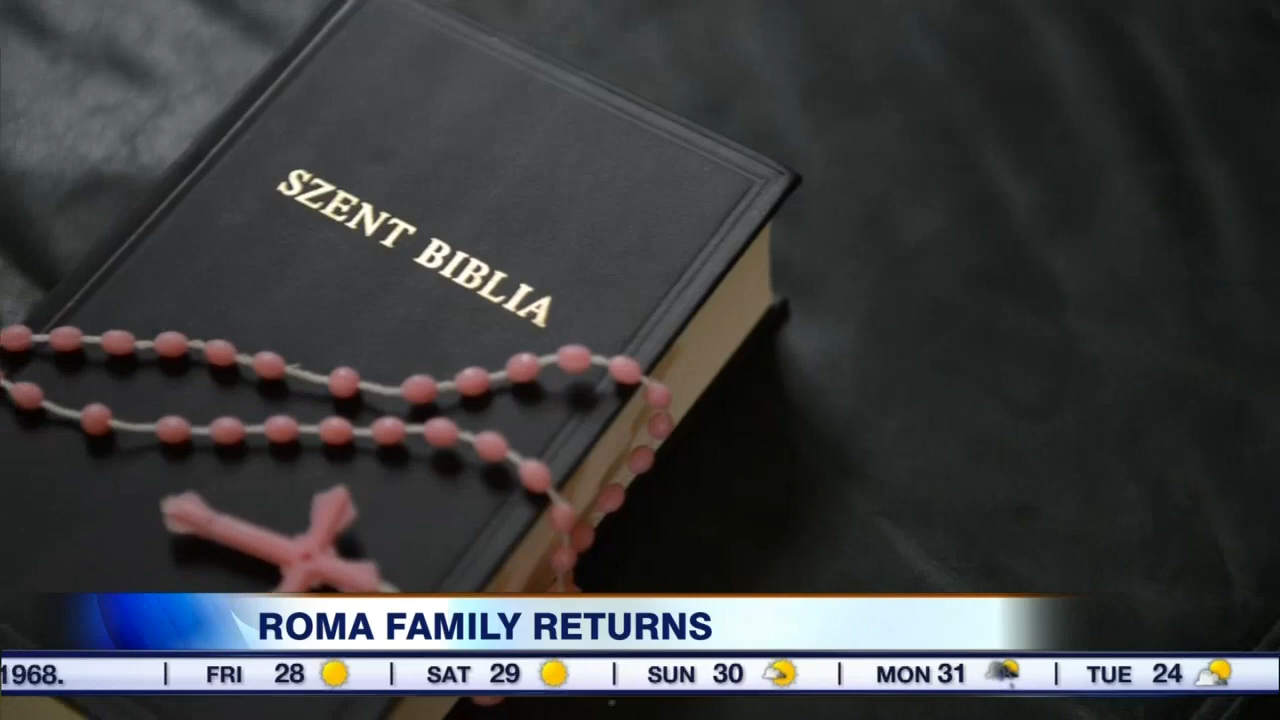 SZENT BIBLIA
ROMA FAMILY RETURNS
1968. | FRI 28 | SAT 29 | SUN 30 | MON 31 | TUE 24